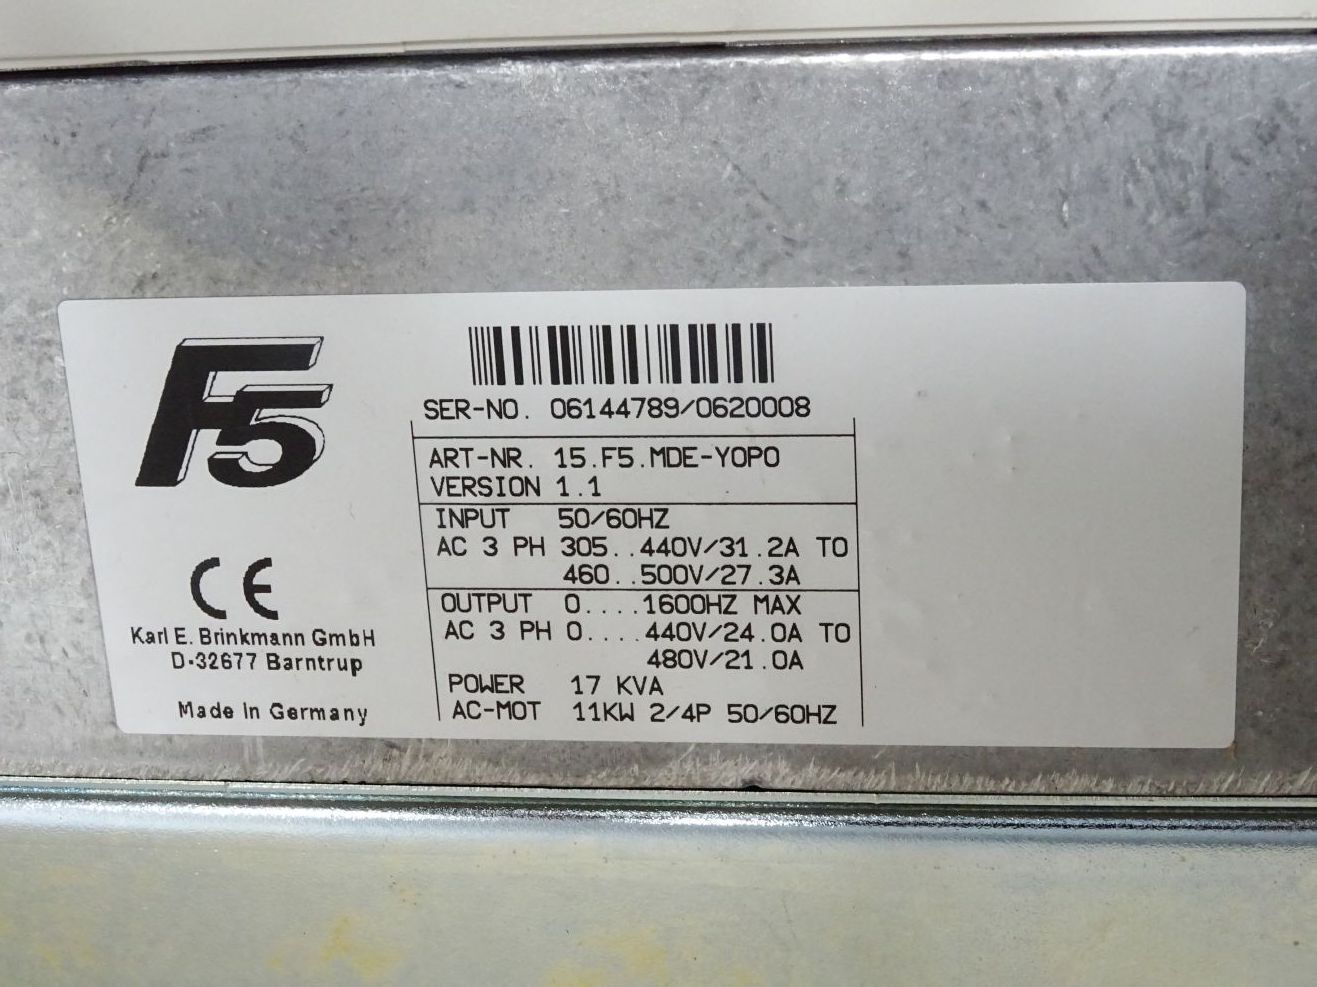 F5
SER-NO. 06144789/0620008
ART-NR. 15.F5.MDE-Y0P0
VERSION 1.1
INPUT 50/60HZ
AC 3 PH 305..440V/31.2A TO
460..500V/27.3A
OUTPUT 0....1600HZ MAX
AC 3 PH 0....440V/24.0A TO
480V/21.0A
POWER 17 KVA
AC-MOT 11KW 2/4P 50/60HZ
CE
Karl E. Brinkmann GmbH
D-32677 Barntrup
Made in Germany